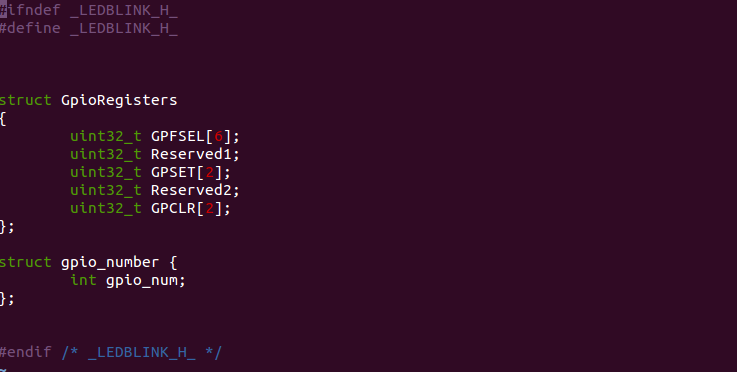 #ifndef _LEDBLINK_H_
#define _LEDBLINK_H_
struct GpioRegisters
{
uint32_t GPFSEL[6];
uint32_t Reserved1;
uint32_t GPSET[2];
uint32_t Reserved2;
uint32_t GPCLR[2];
};
struct gpio_number {
int gpio_num;
};
#endif /* _LEDBLINK_H_ */
~